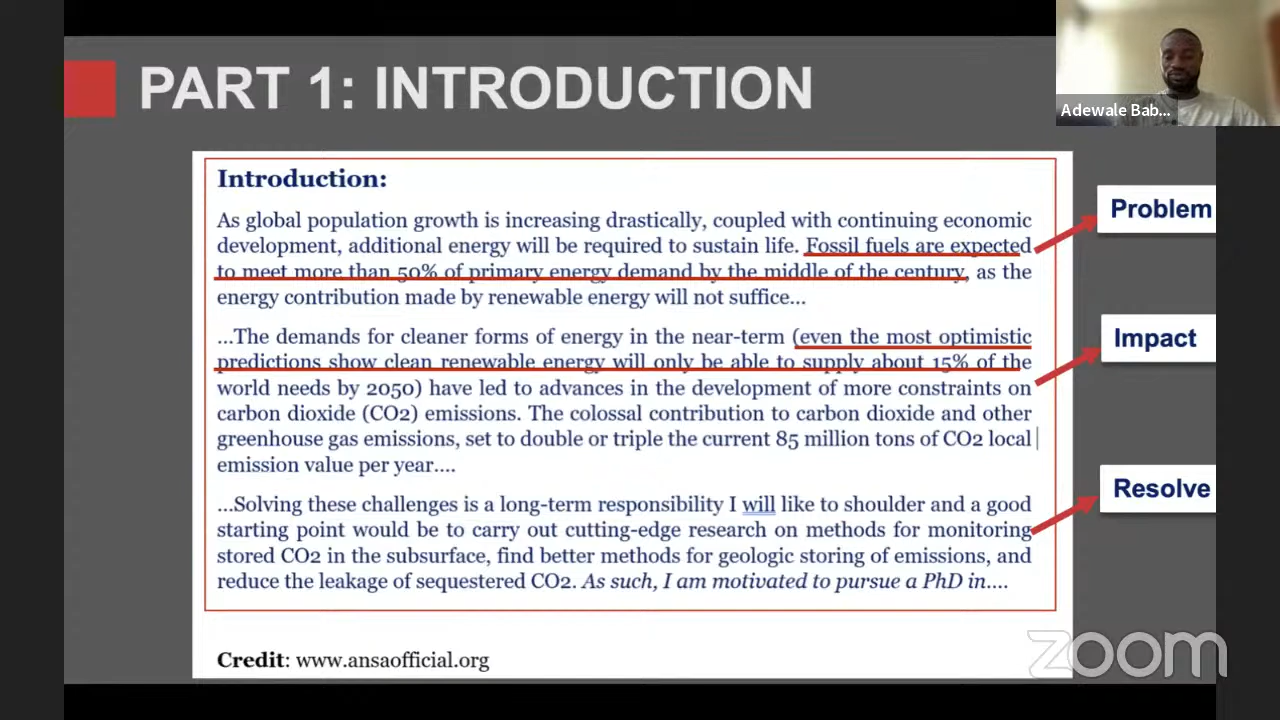 PART 1: INTRODUCTION
Adewale Bab...
Introduction:
As global population growth is increasing drastically, coupled with continuing economic
development, additional energy will be required to sustain life. Fossil fuels are expected
to meet more than 50% of primary energy demand by the middle of the century, as the
energy contribution made by renewable energy will not suffice...
...The demands for cleaner forms of energy in the near-term (even the most optimistic
predictions show clean renewable energy will only be able to supply about 15% of the
world needs by 2050) have led to advances in the development of more constraints on
carbon dioxide (CO2) emissions. The colossal contribution to carbon dioxide and other
greenhouse gas emissions, set to double or triple the current 85 million tons of CO2 local
emission value per year....
...Solving these challenges is a long-term responsibility I will like to shoulder and a good
starting point would be to carry out cutting-edge research on methods for monitoring
stored CO2 in the subsurface, find better methods for geologic storing of emissions, and
reduce the leakage of sequestered CO2. As such, I am motivated to pursue a PhD in....
Problem
Impact
Resolve
Credit: www.ansaofficial.org
zoom